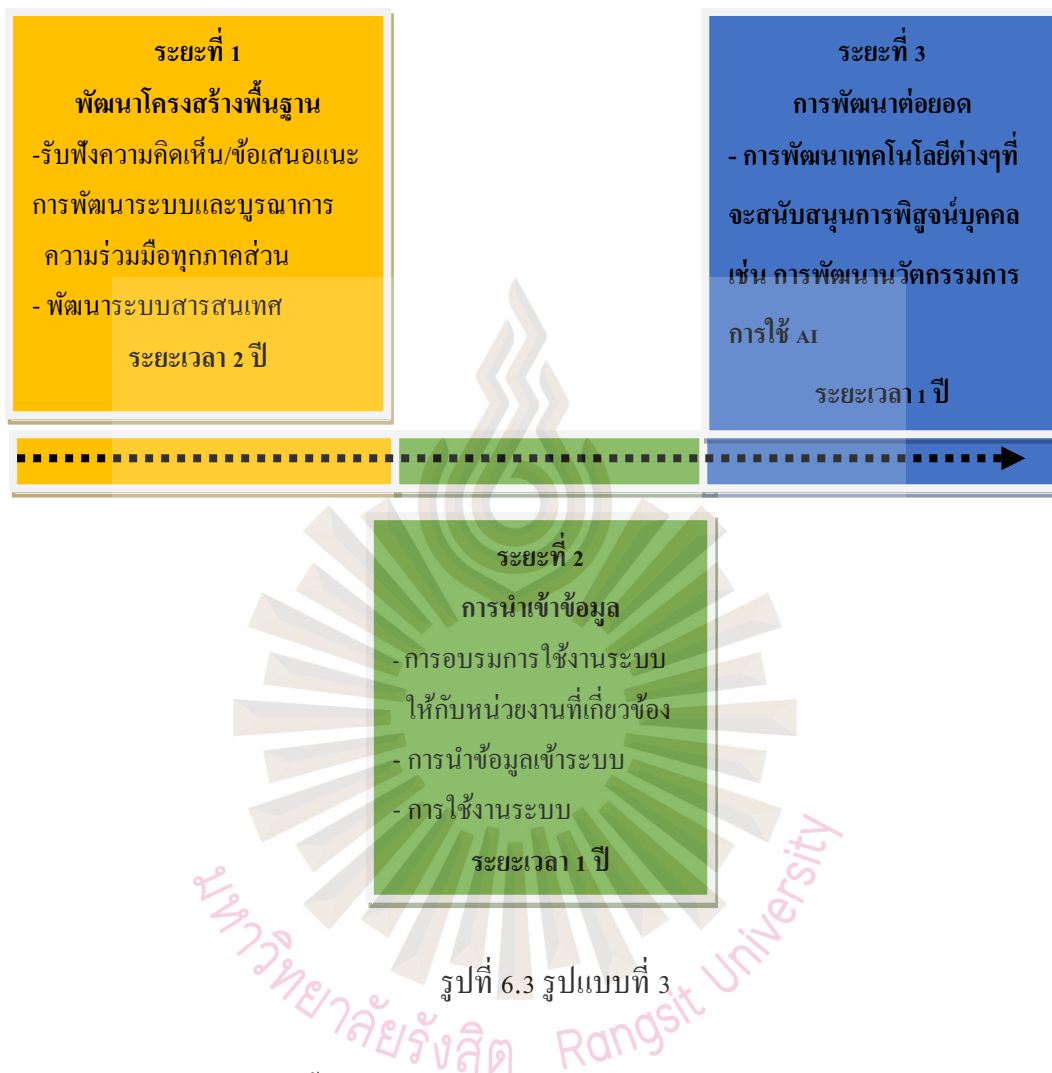 ระยะที่ 1
พัฒนาโครงสร้างพื้นฐาน
-รับฟังความคิดเห็น/ข้อเสนอแนะ
การพัฒนาระบบและบูรณาการ
ความร่วมมือทุกภาคส่วน
- พัฒนาระบบสารสนเทศ
ระยะเวลา 2 ปี
ระยะที่ 2
การนำเข้าข้อมูล
- การอบรมการใช้งานระบบ
ให้กับหน่วยงานที่เกี่ยวข้อง
- การนำข้อมูลเข้าระบบ
- การใช้งานระบบ
ระยะเวลา 1 ปี
ระยะที่ 3
การพัฒนาต่อยอด
- การพัฒนาเทคโนโลยีต่างๆที่
จะสนับสนุนการพิสูจน์บุคคล
เช่น การพัฒนานวัตกรรมการ
การใช้ AI
ระยะเวลา 1 ปี
รูปที่ 6.3 รูปแบบที่ 3
มหาวิทยาลัยรังสิต Rangsit University